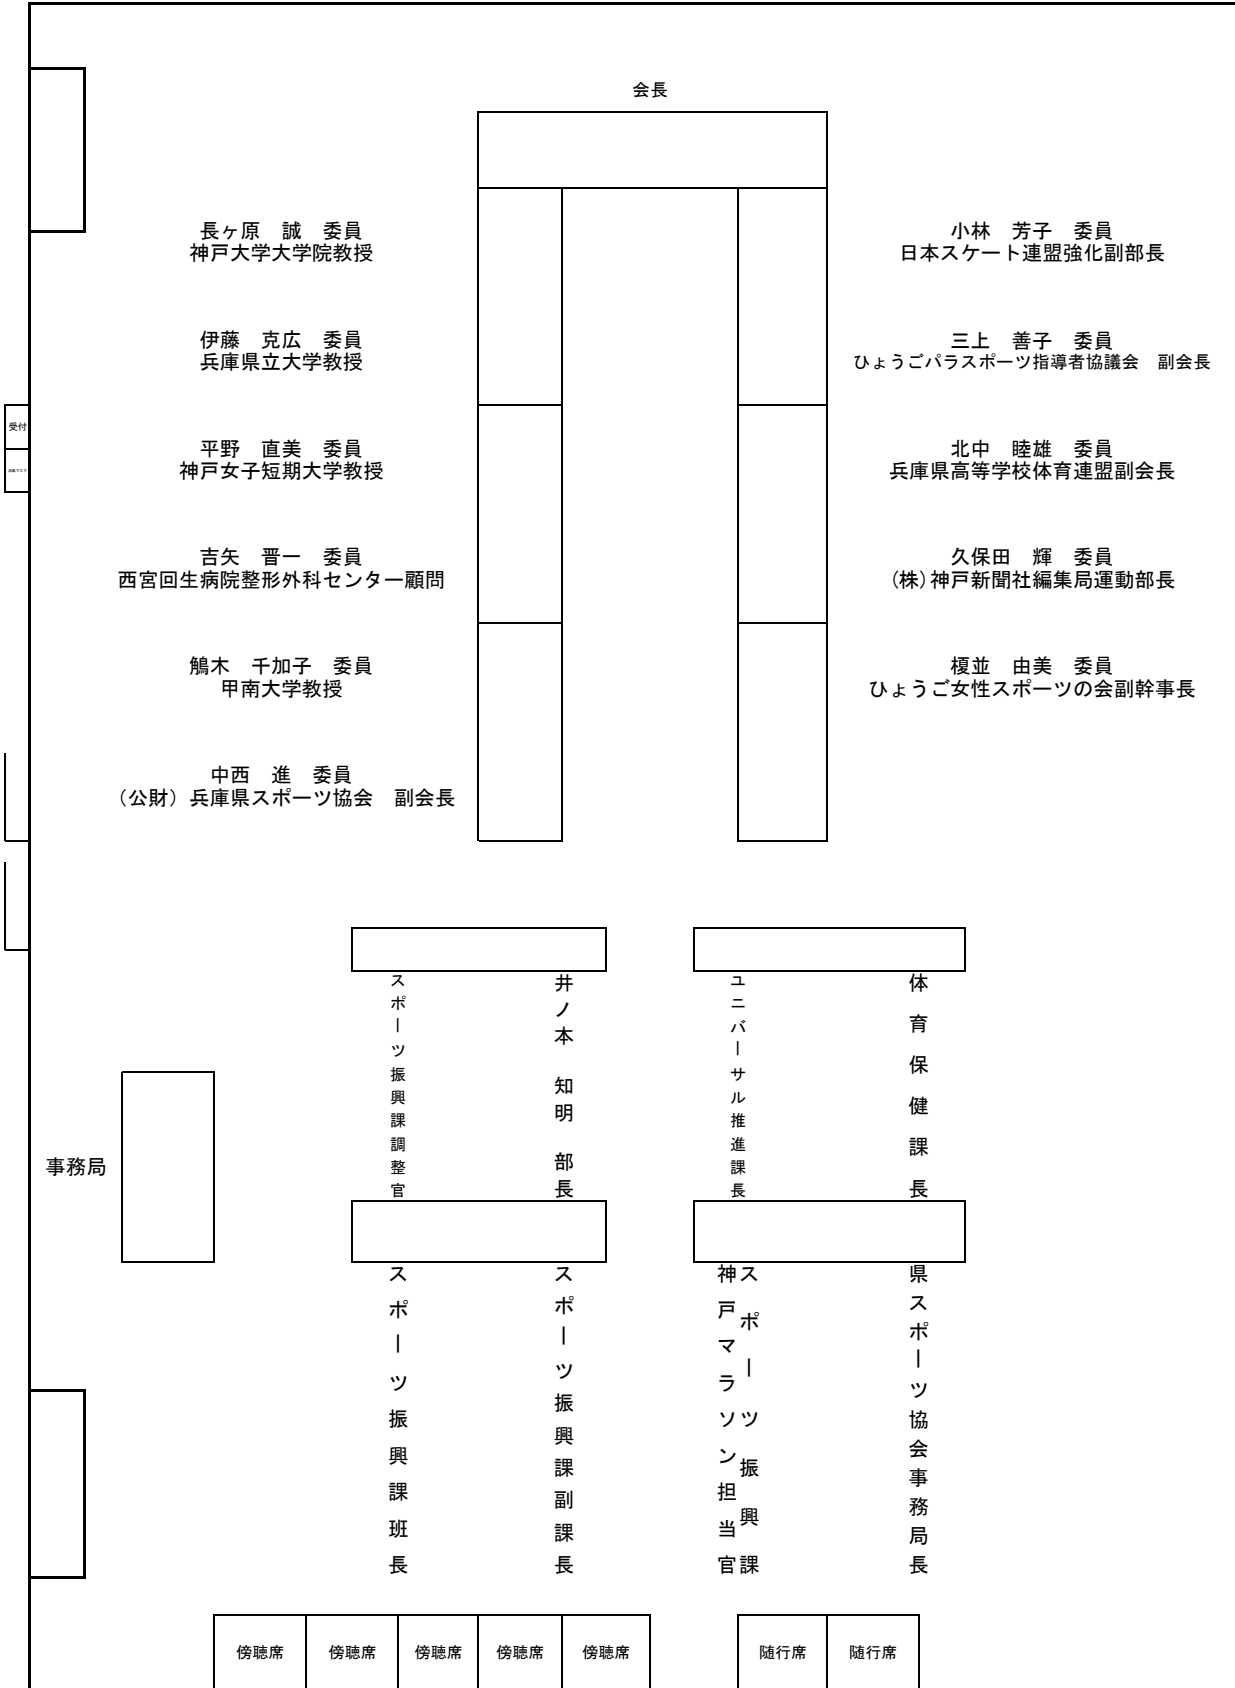 会長
長ヶ原　誠　委員
神戸大学大学院教授
伊藤　克広　委員
兵庫県立大学教授
平野　直美　委員
神戸女子短期大学教授
吉矢　晋一　委員
西宮回生病院整形外科センター顧問
鵤木　千加子　委員
甲南大学教授
中西　進　委員
（公財）兵庫県スポーツ協会　副会長
小林　芳子　委員
日本スケート連盟強化副部長
三上　善子　委員
ひょうごパラスポーツ指導者協議会　副会長
北中　睦雄　委員
兵庫県高等学校体育連盟副会長
久保田　輝　委員
(株)神戸新聞社編集局運動部長
榎並　由美　委員
ひょうご女性スポーツの会副幹事長
受付
スポーツ振興課調整官
井ノ本　知明　部長
ユニバーサル推進課長
体育保健課長
事務局
スポーツ振興課班長
スポーツ振興課副課長
スポーツ振興課
神戸マラソン担当官
県スポーツ協会事務局長
傍聴席
傍聴席
傍聴席
傍聴席
傍聴席
随行席
随行席